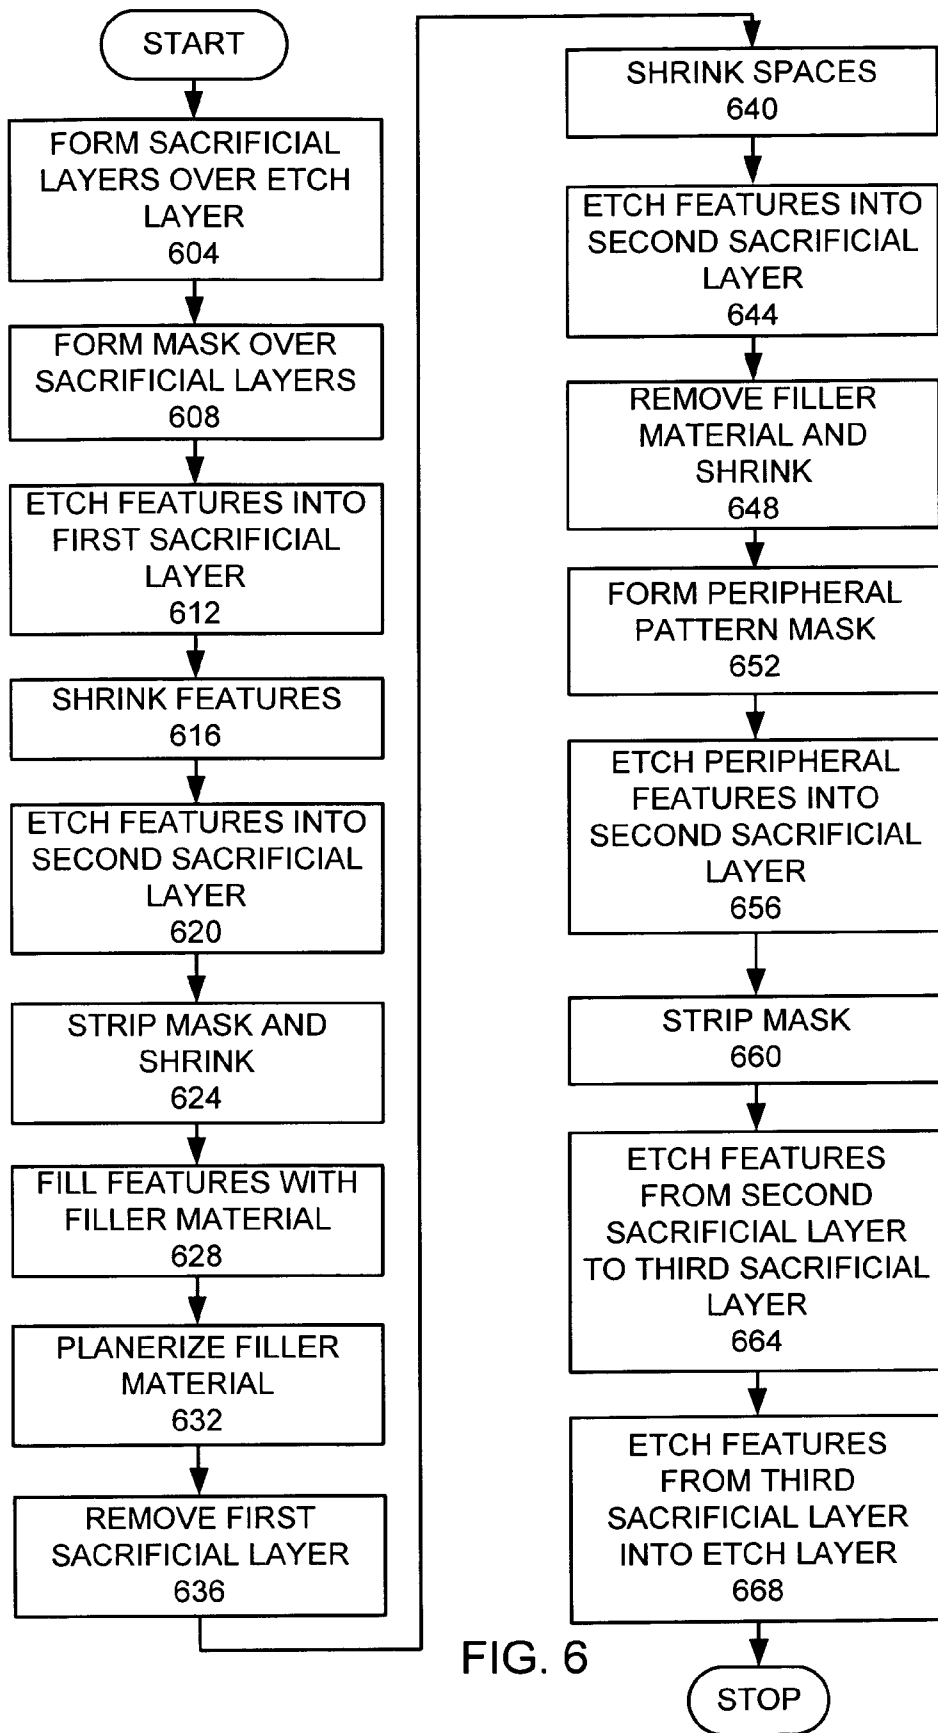 START
FORM SACRIFICIAL
LAYERS OVER ETCH
LAYER
604
FORM MASK OVER
SACRIFICIAL LAYERS
608
ETCH FEATURES INTO
FIRST SACRIFICIAL
LAYER
612
SHRINK FEATURES
616
ETCH FEATURES INTO
SECOND SACRIFICIAL
LAYER
620
STRIP MASK AND
SHRINK
624
FILL FEATURES WITH
FILLER MATERIAL
628
PLANERIZE FILLER
MATERIAL
632
REMOVE FIRST
SACRIFICIAL LAYER
636
SHRINK SPACES
640
ETCH FEATURES INTO
SECOND SACRIFICIAL
LAYER
644
REMOVE FILLER
MATERIAL AND
SHRINK
648
FORM PERIPHERAL
PATTERN MASK
652
ETCH PERIPHERAL
FEATURES INTO
SECOND SACRIFICIAL
LAYER
656
STRIP MASK
660
ETCH FEATURES
FROM SECOND
SACRIFICIAL LAYER
TO THIRD SACRIFICIAL
LAYER
664
ETCH FEATURES
FROM THIRD
SACRIFICIAL LAYER
INTO ETCH LAYER
668
STOP
FIG. 6